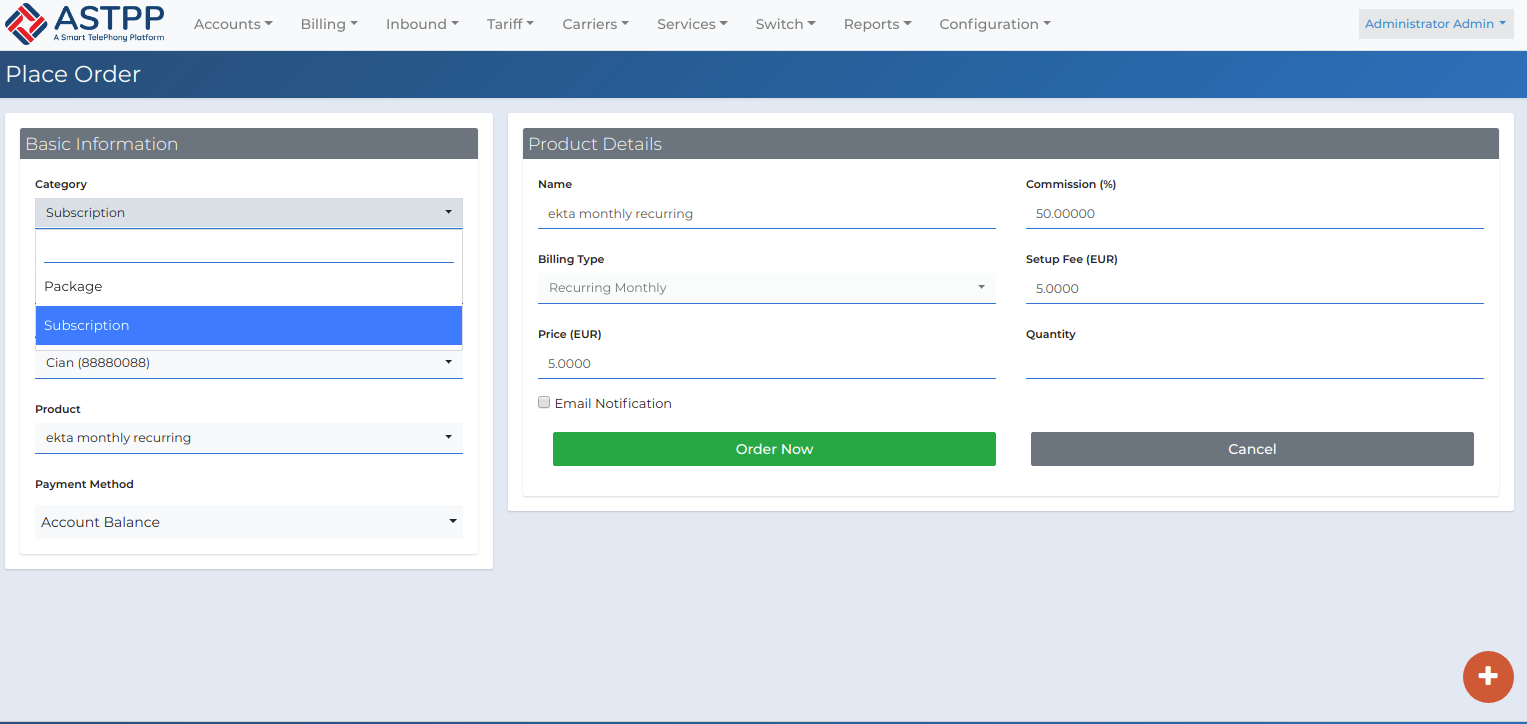 ASTPP
A Smart TelePhony Platform
Accounts Billing Inbound Tariff Carriers Services Switch Reports Configuration
Administrator Admin
Place Order
Basic Information
Category
Subscription
Package
Subscription
Cian (88880088)
Product
ekta monthly recurring
Payment Method
Account Balance
Product Details
Name
ekta monthly recurring
Commission (%)
50.00000
Billing Type
Recurring Monthly
Setup Fee (EUR)
5.0000
Price (EUR)
5.0000
Quantity
Email Notification
Order Now
Cancel